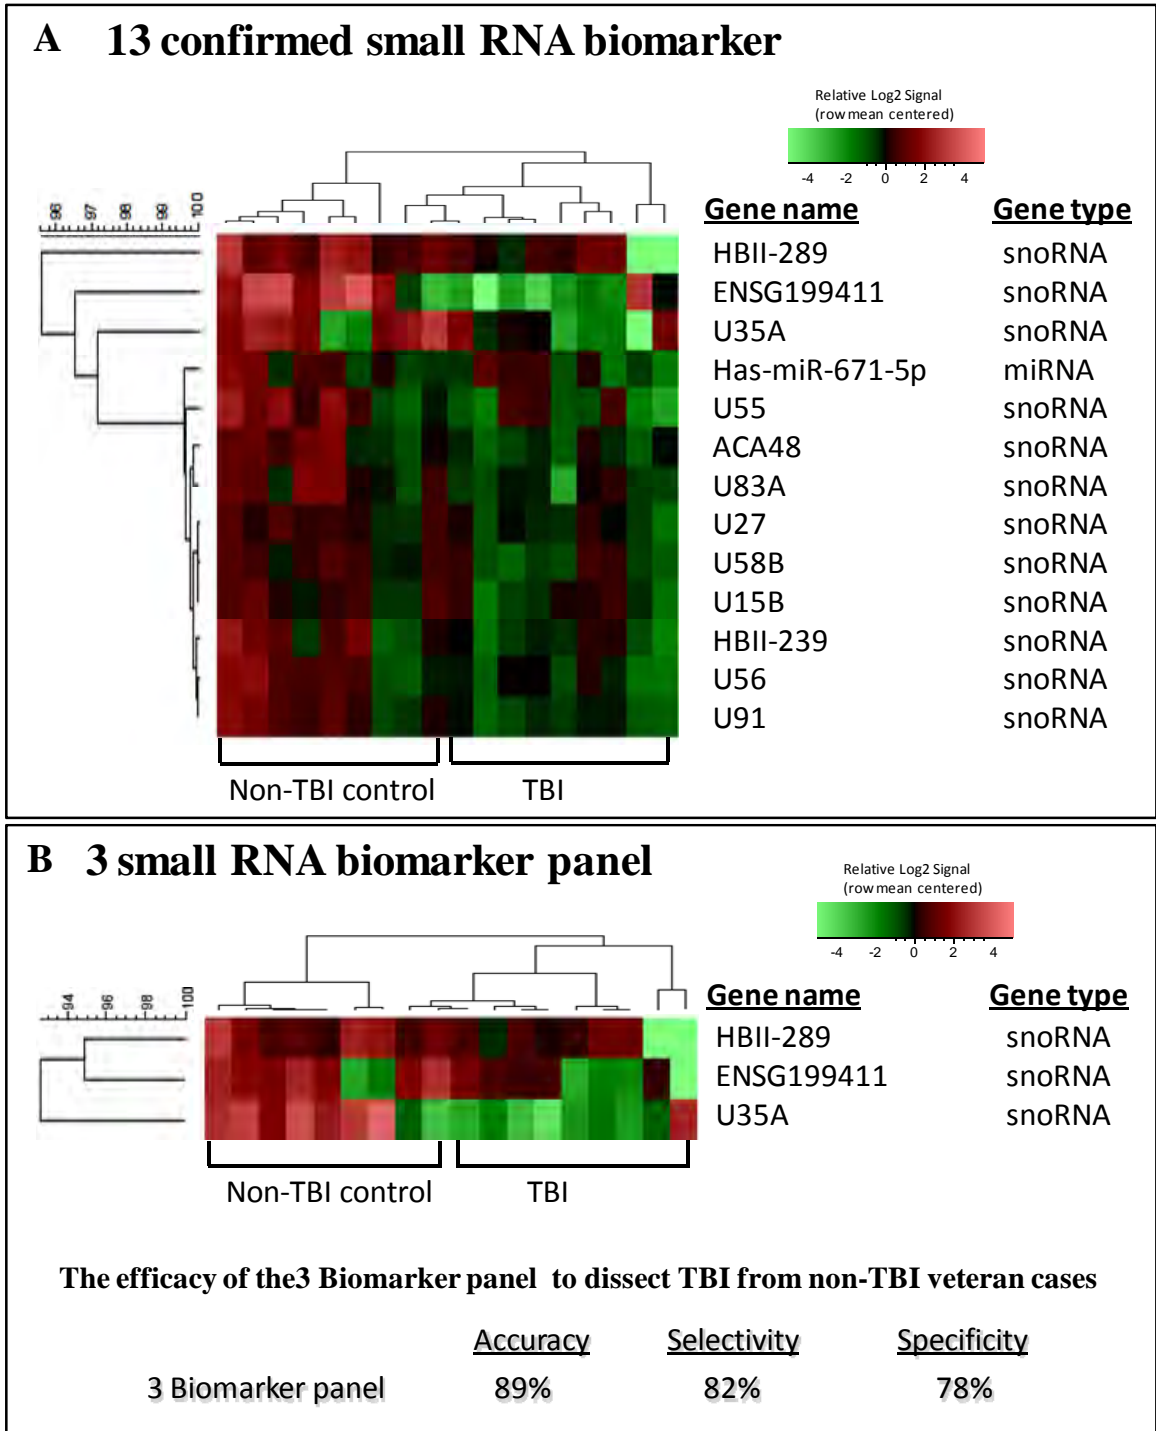 A 13 confirmed small RNA biomarker
Relative Log2 Signal
(row mean centered)
-4 -2 0 2 4
96 97 98 99 100
Gene name Gene type
HBII-289 snoRNA
ENSG199411 snoRNA
U35A snoRNA
Has-miR-671-5p miRNA
U55 snoRNA
ACA48 snoRNA
U83A snoRNA
U27 snoRNA
U58B snoRNA
U15B snoRNA
HBII-239 snoRNA
U56 snoRNA
U91 snoRNA
Non-TBI control TBI
B 3 small RNA biomarker panel
Relative Log2 Signal
(row mean centered)
-4 -2 0 2 4
94 96 98 100
Gene name Gene type
HBII-289 snoRNA
ENSG199411 snoRNA
U35A snoRNA
Non-TBI control TBI
The efficacy of the3 Biomarker panel to dissect TBI from non-TBI veteran cases
Accuracy Selectivity Specificity
3 Biomarker panel 89% 82% 78%